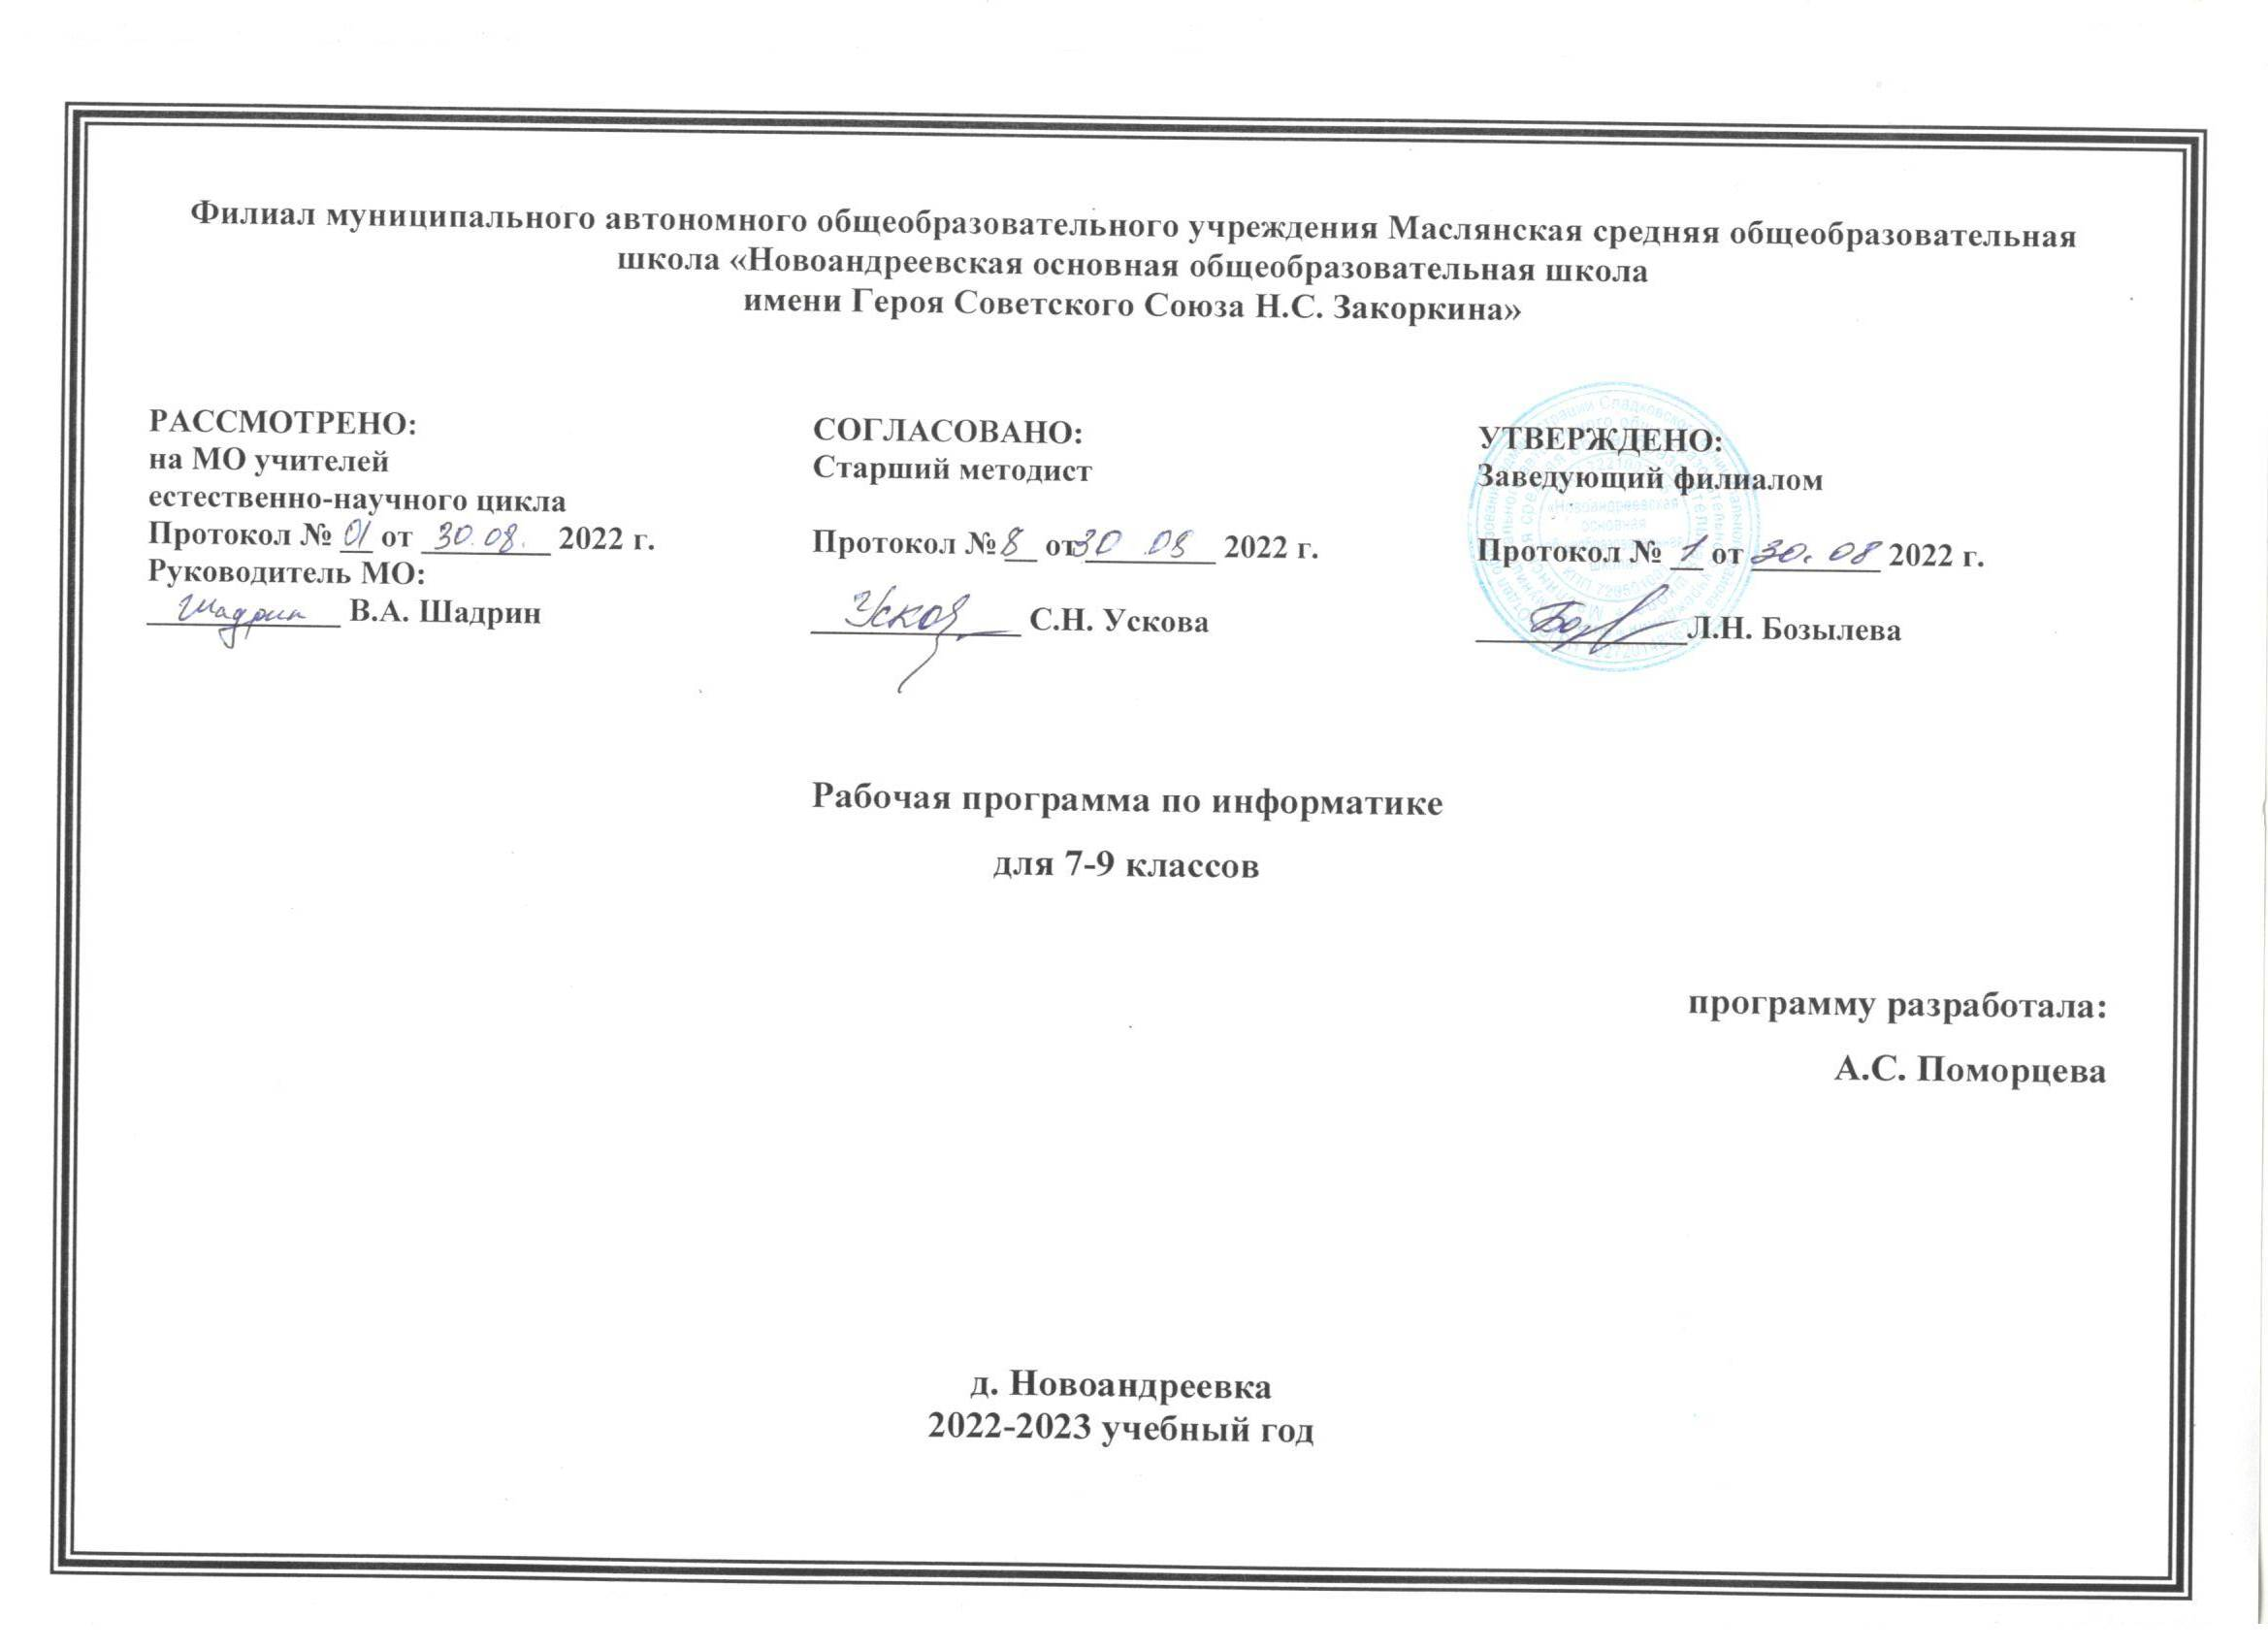 Филиал муниципального автономного общеобразовательного учреждения Маслянская средняя общеобразовательная
школа «Новоандреевская основная общеобразовательная школа
имени Героя Советского Союза Н.С. Закоркина»
РАССМОТРЕНО:
на МО учителей
естественно-научного цикла
Протокол № 01 от 30.08. 2022 г.
Руководитель МО:
Шадрин В.А. Шадрин
СОГЛАСОВАНО:
Старший методист
Протокол № 8 от 30 08 2022 г.
Ускова С.Н. Ускова
УТВЕРЖДЕНО:
Заведующий филиалом
Протокол № 1 от 30. 08 2022 г.
Л.Н. Бозылева
«Новоандреевская
основная
Рабочая программа по информатике
для 7-9 классов
программу разработала:
А.С. Поморцева
д. Новоандреевка
2022-2023 учебный год